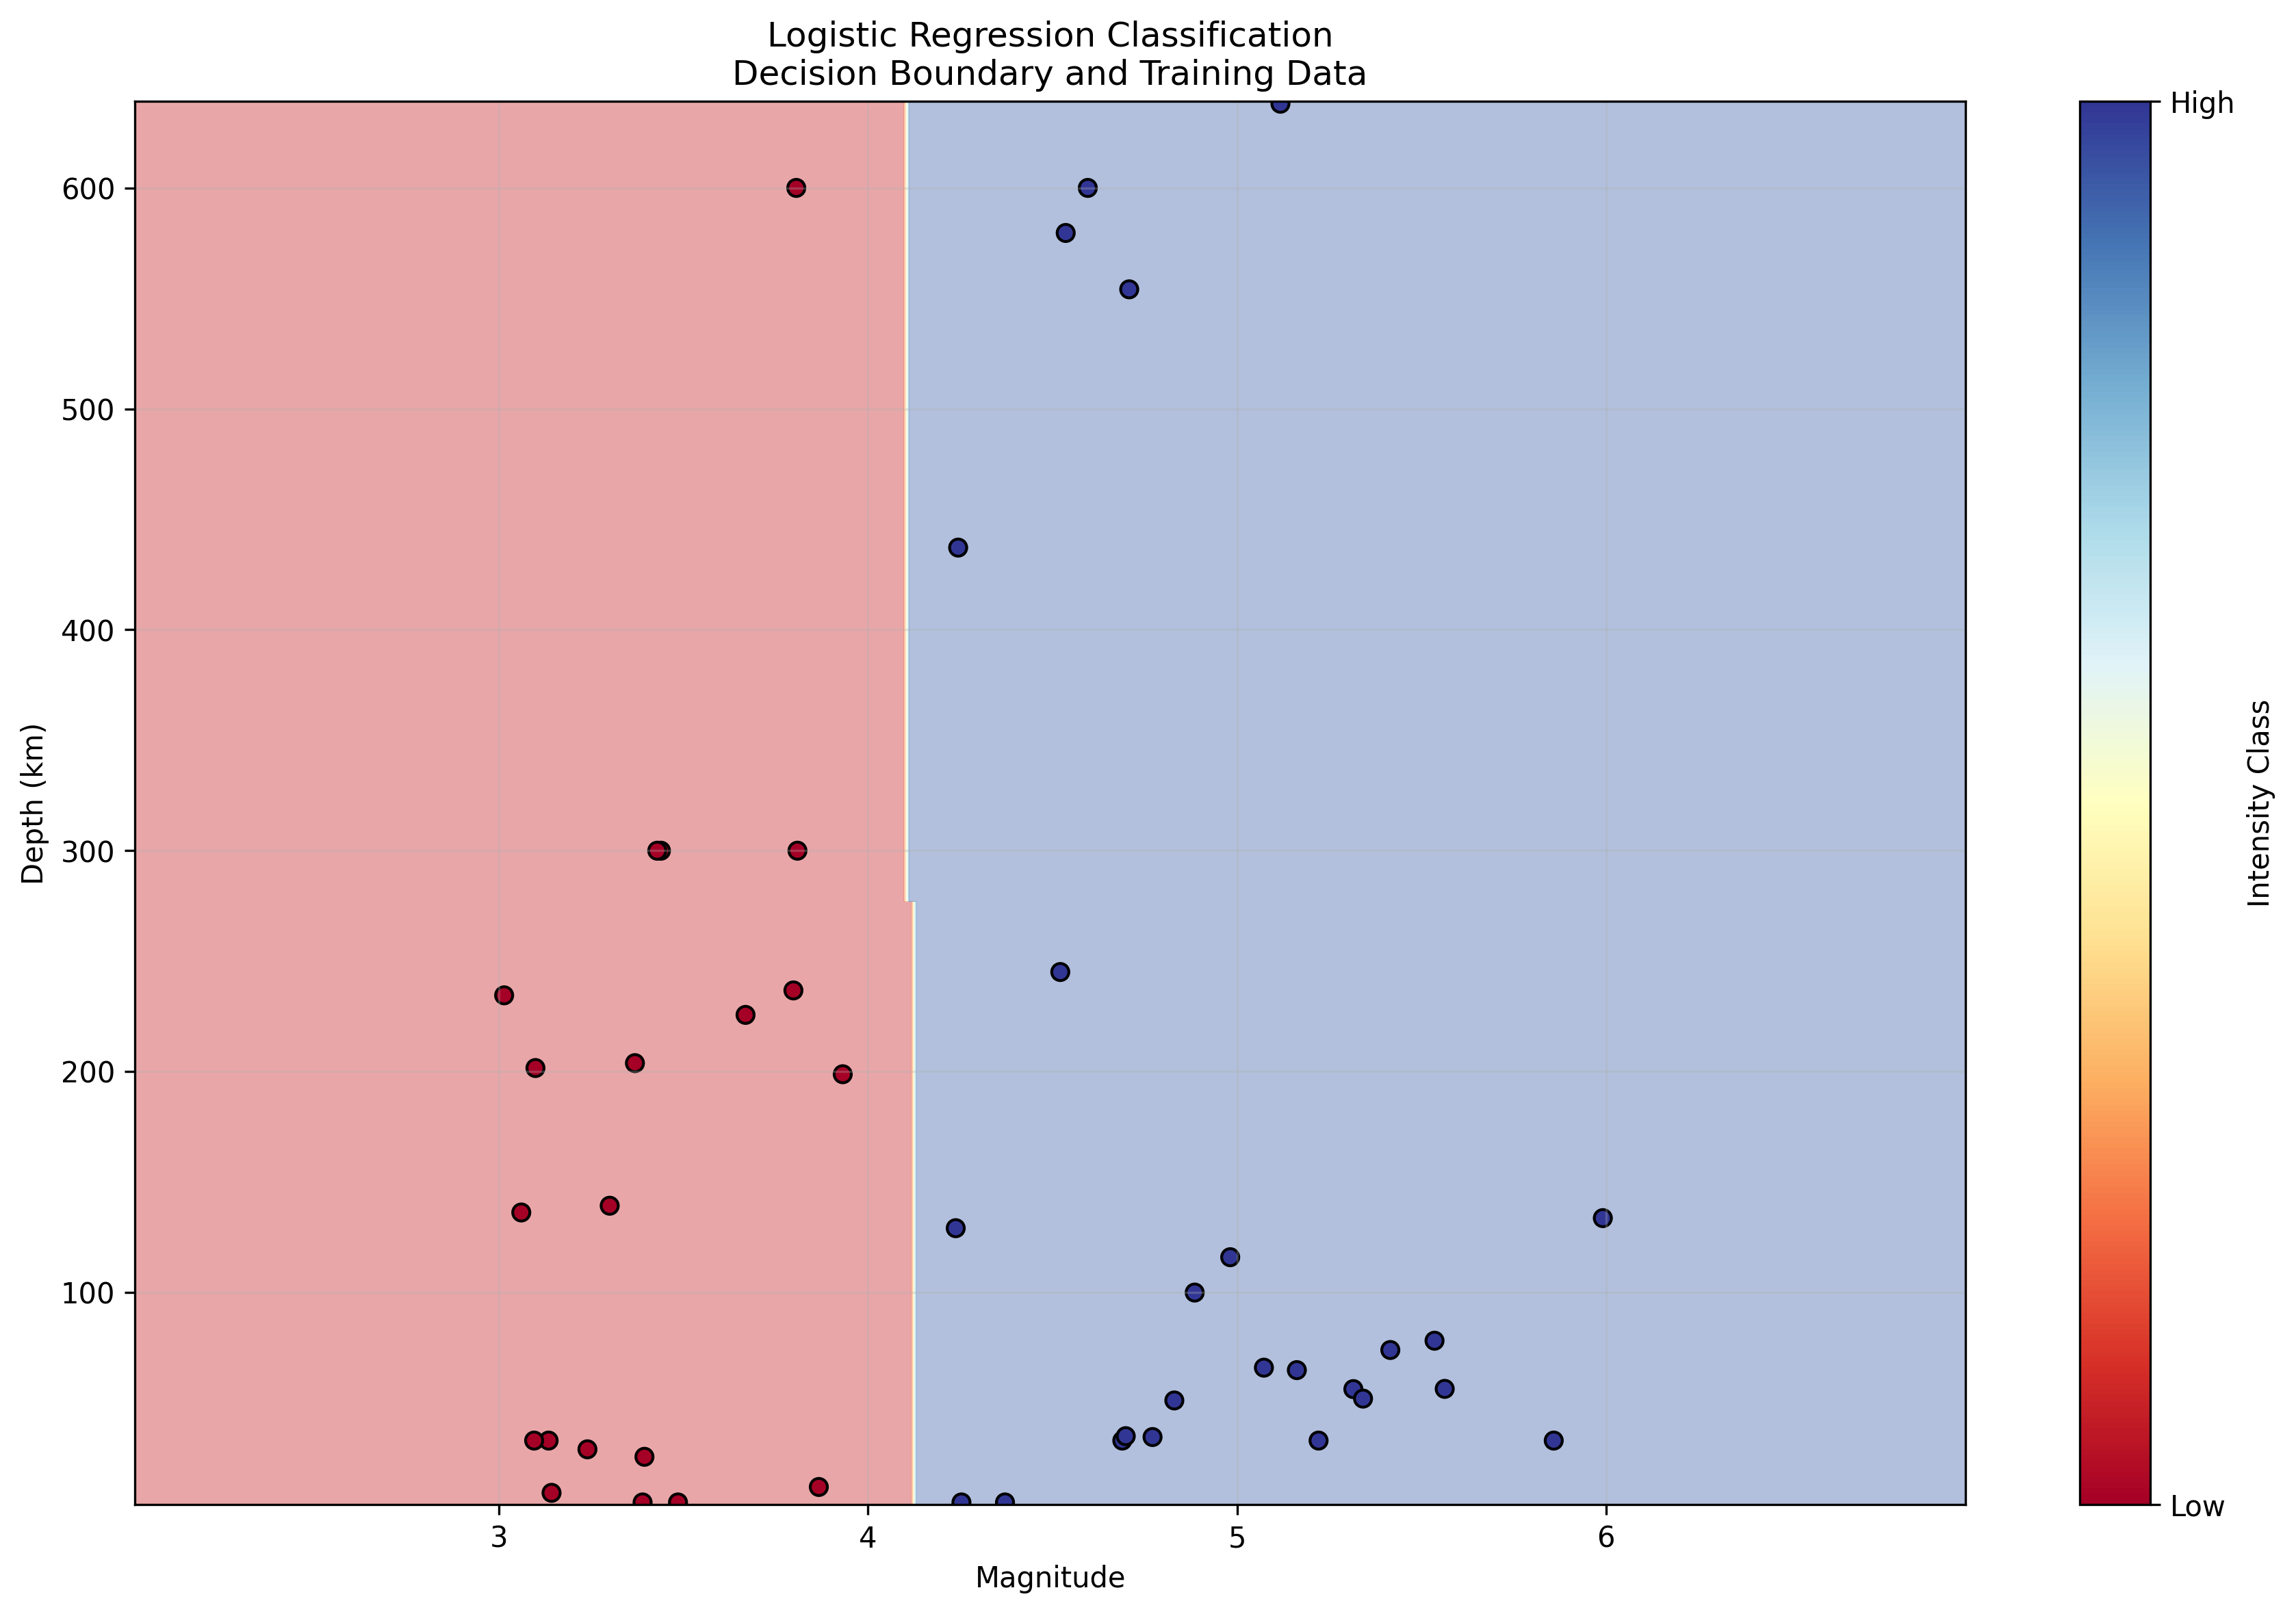 Logistic Regression Classification
Decision Boundary and Training Data
High
600
500
400
300
200
100
Depth (km)
Intensity Class
Low
3 4 5 6
Magnitude